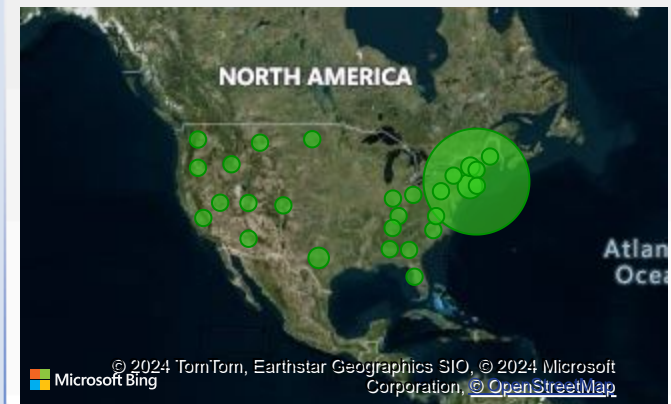 NORTH AMERICA
Atlan
Ocea
© 2024 TomTom, Earthstar Geographics SIO, © 2024 Microsoft
Corporation, © OpenStreetMap
Microsoft Bing